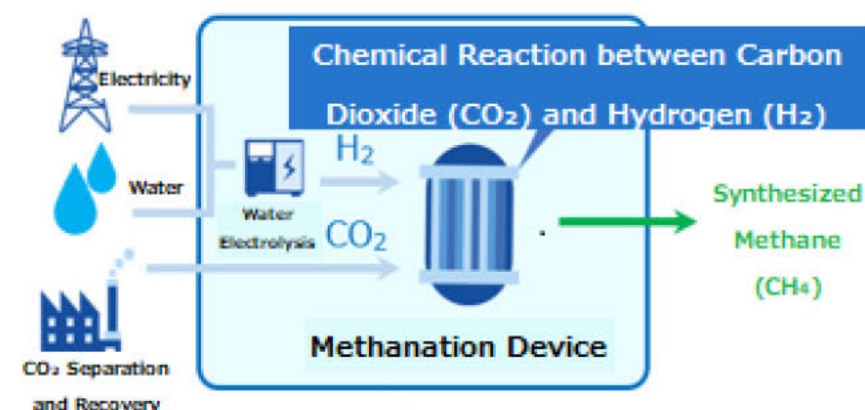 Chemical Reaction between Carbon
Dioxide (CO₂) and Hydrogen (H₂)
Electricity
Water
H₂
Water
Electrolysis
CO₂
Synthesized
Methane
(CH₄)
Methanation Device
CO₂ Separation
and Recovery